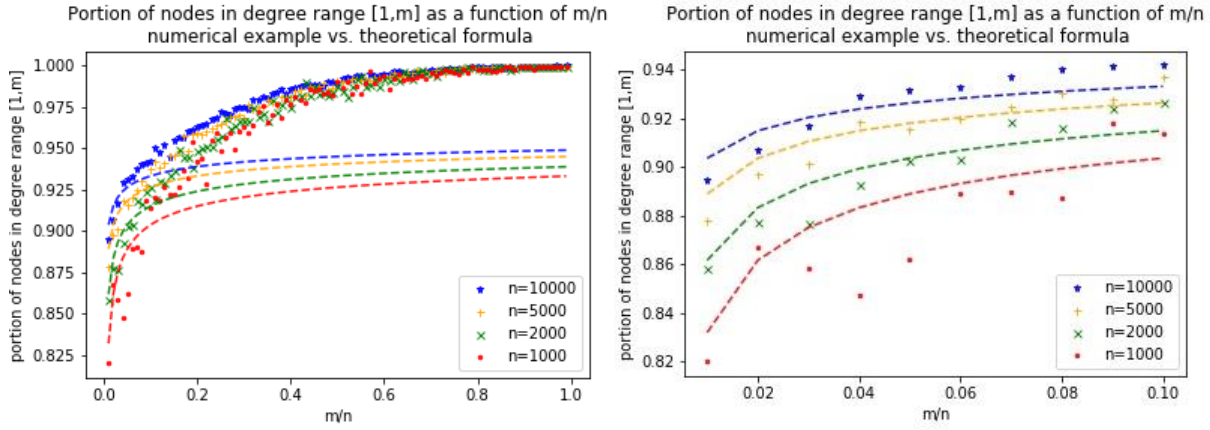 Portion of nodes in degree range [1,m] as a function of m/n
numerical example vs. theoretical formula
portion of nodes in degree range [1,m]
1.000
0.975
0.950
0.925
0.900
0.875
0.850
0.825
n=10000
n=5000
n=2000
n=1000
0.0
0.2
0.4
0.6
0.8
1.0
m/n
Portion of nodes in degree range [1,m] as a function of m/n
numerical example vs. theoretical formula
portion of nodes in degree range [1,m]
0.94
0.92
0.90
0.88
0.86
0.84
0.82
n=10000
n=5000
n=2000
n=1000
0.02
0.04
0.06
0.08
0.10
m/n